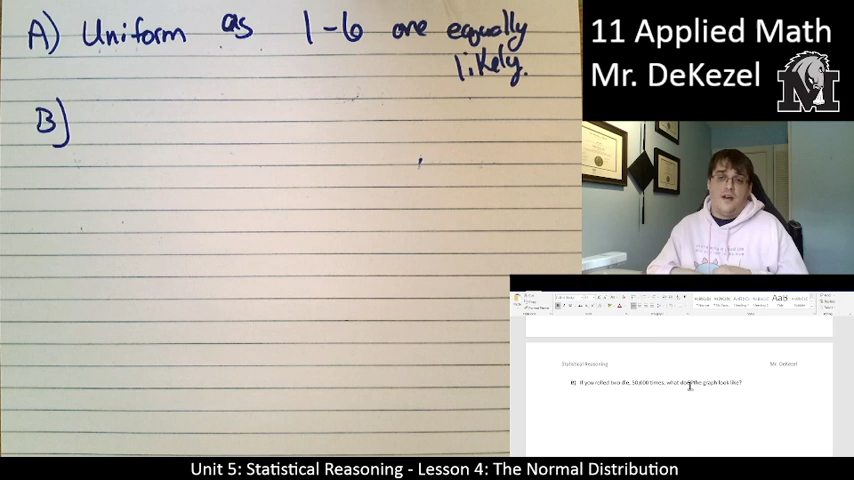 A) Uniform as 1-6 are equally
likely.
B)
11 Applied Math
Mr. DeKezel
M
Statistical Reasoning
Mr. DeKezel
B) If you rolled two die, 50,000 times, what does the graph look like?
Unit 5: Statistical Reasoning - Lesson 4: The Normal Distribution